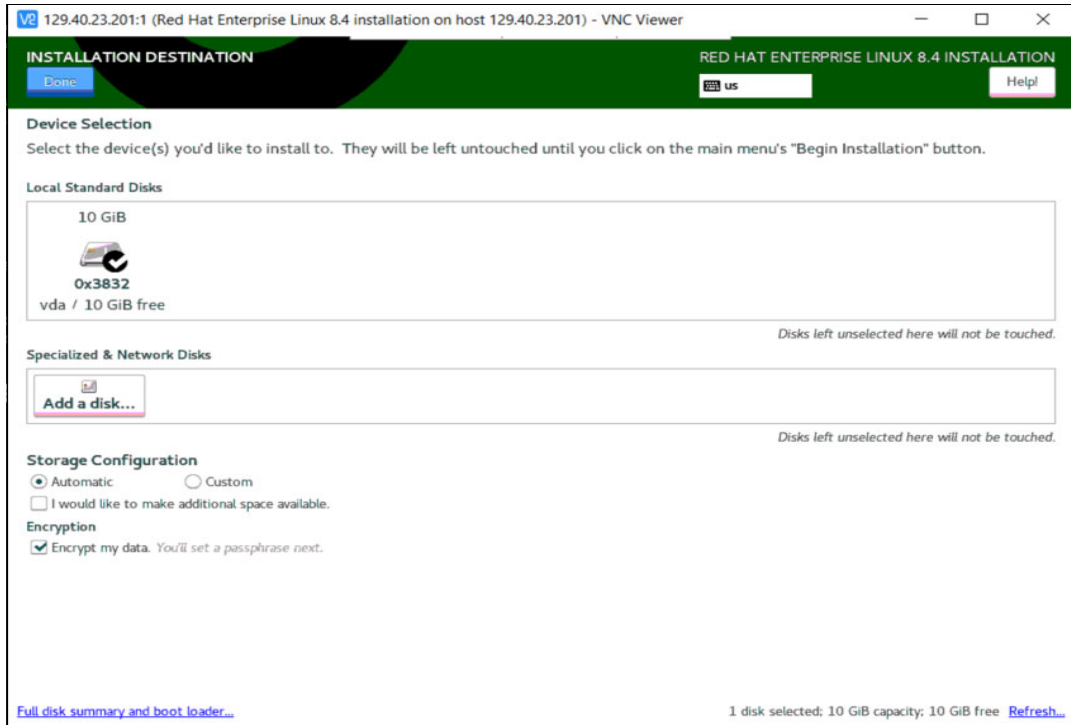 V2 129.40.23.201:1 (Red Hat Enterprise Linux 8.4 installation on host 129.40.23.201) - VNC Viewer
INSTALLATION DESTINATION
RED HAT ENTERPRISE LINUX 8.4 INSTALLATION
Done
us
Help!
Device Selection
Select the device(s) you'd like to install to. They will be left untouched until you click on the main menu's "Begin Installation" button.
Local Standard Disks
10 GiB
0x3832
vda / 10 GiB free
Disks left unselected here will not be touched.
Specialized & Network Disks
Add a disk...
Disks left unselected here will not be touched.
Storage Configuration
Automatic Custom
I would like to make additional space available.
Encryption
Encrypt my data. You'll set a passphrase next.
Full disk summary and boot loader... 1 disk selected; 10 GiB capacity; 10 GiB free Refresh...